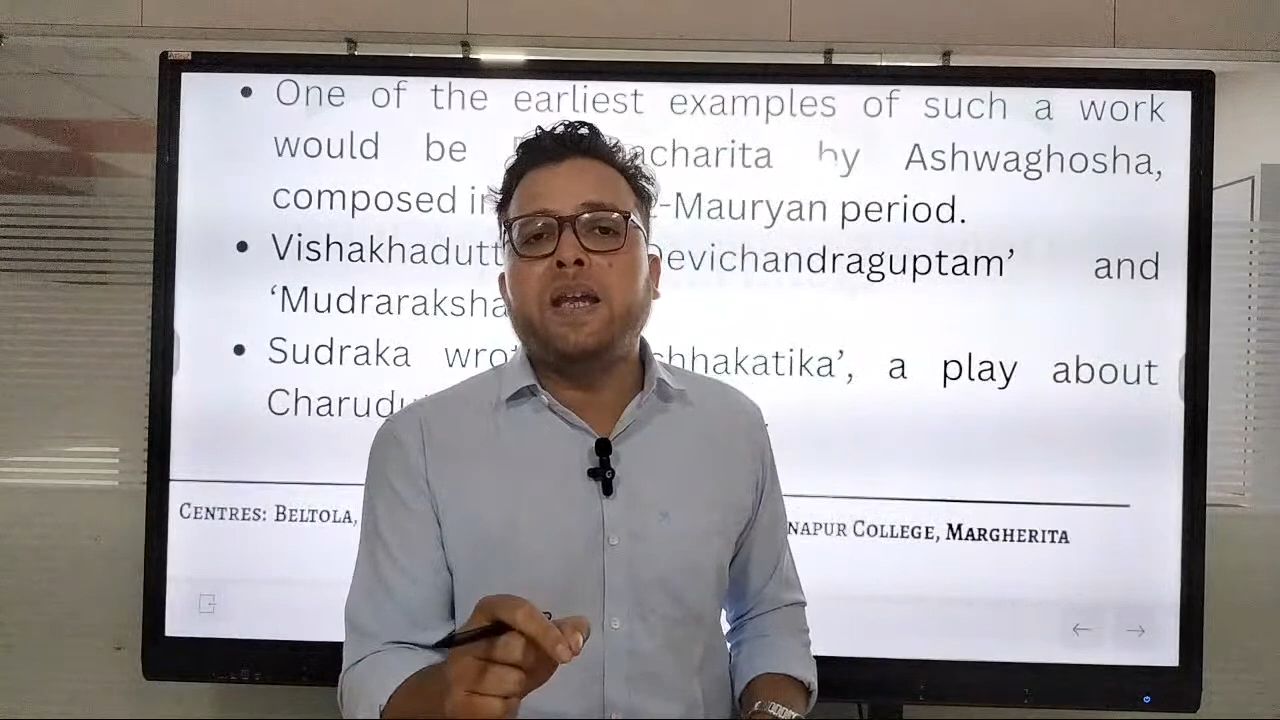 • One of the earliest examples of such a work
would be acharita by Ashwaghosha,
composed in -Mauryan period.
• Vishakhadutt evichandraguptam’ and
‘Mudraraksha
• Sudraka wro hhakatika’, a play about
Charudu
CENTRES: BELTOLA, NAPUR COLLEGE, MARGHERITA